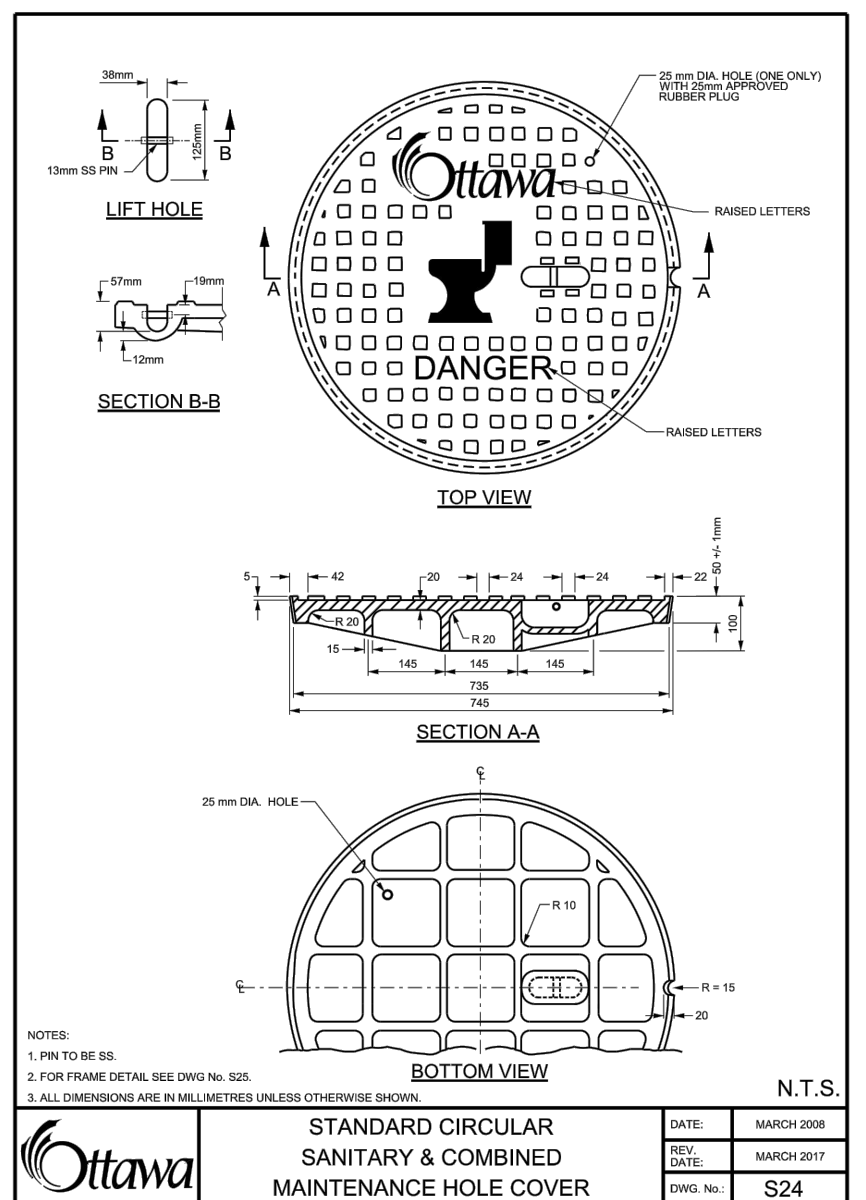 38mm
125mm
B
B
13mm SS PIN
LIFT HOLE
57mm
19mm
12mm
SECTION B-B
25 mm DIA. HOLE (ONE ONLY)
WITH 25mm APPROVED
RUBBER PLUG
Ottawa
RAISED LETTERS
A
A
DANGER
RAISED LETTERS
TOP VIEW
5
42
20
24
24
50 +/- 1mm
22
R 20
R 20
100
15
145
145
145
735
745
SECTION A-A
CL
25 mm DIA. HOLE
R 10
CL
R = 15
20
BOTTOM VIEW
NOTES:
1. PIN TO BE SS.
2. FOR FRAME DETAIL SEE DWG No. S25.
3. ALL DIMENSIONS ARE IN MILLIMETRES UNLESS OTHERWISE SHOWN.
N.T.S.
Ottawa
STANDARD CIRCULAR
SANITARY & COMBINED
MAINTENANCE HOLE COVER
DATE:
MARCH 2008
REV.
DATE:
MARCH 2017
DWG. No.:
S24